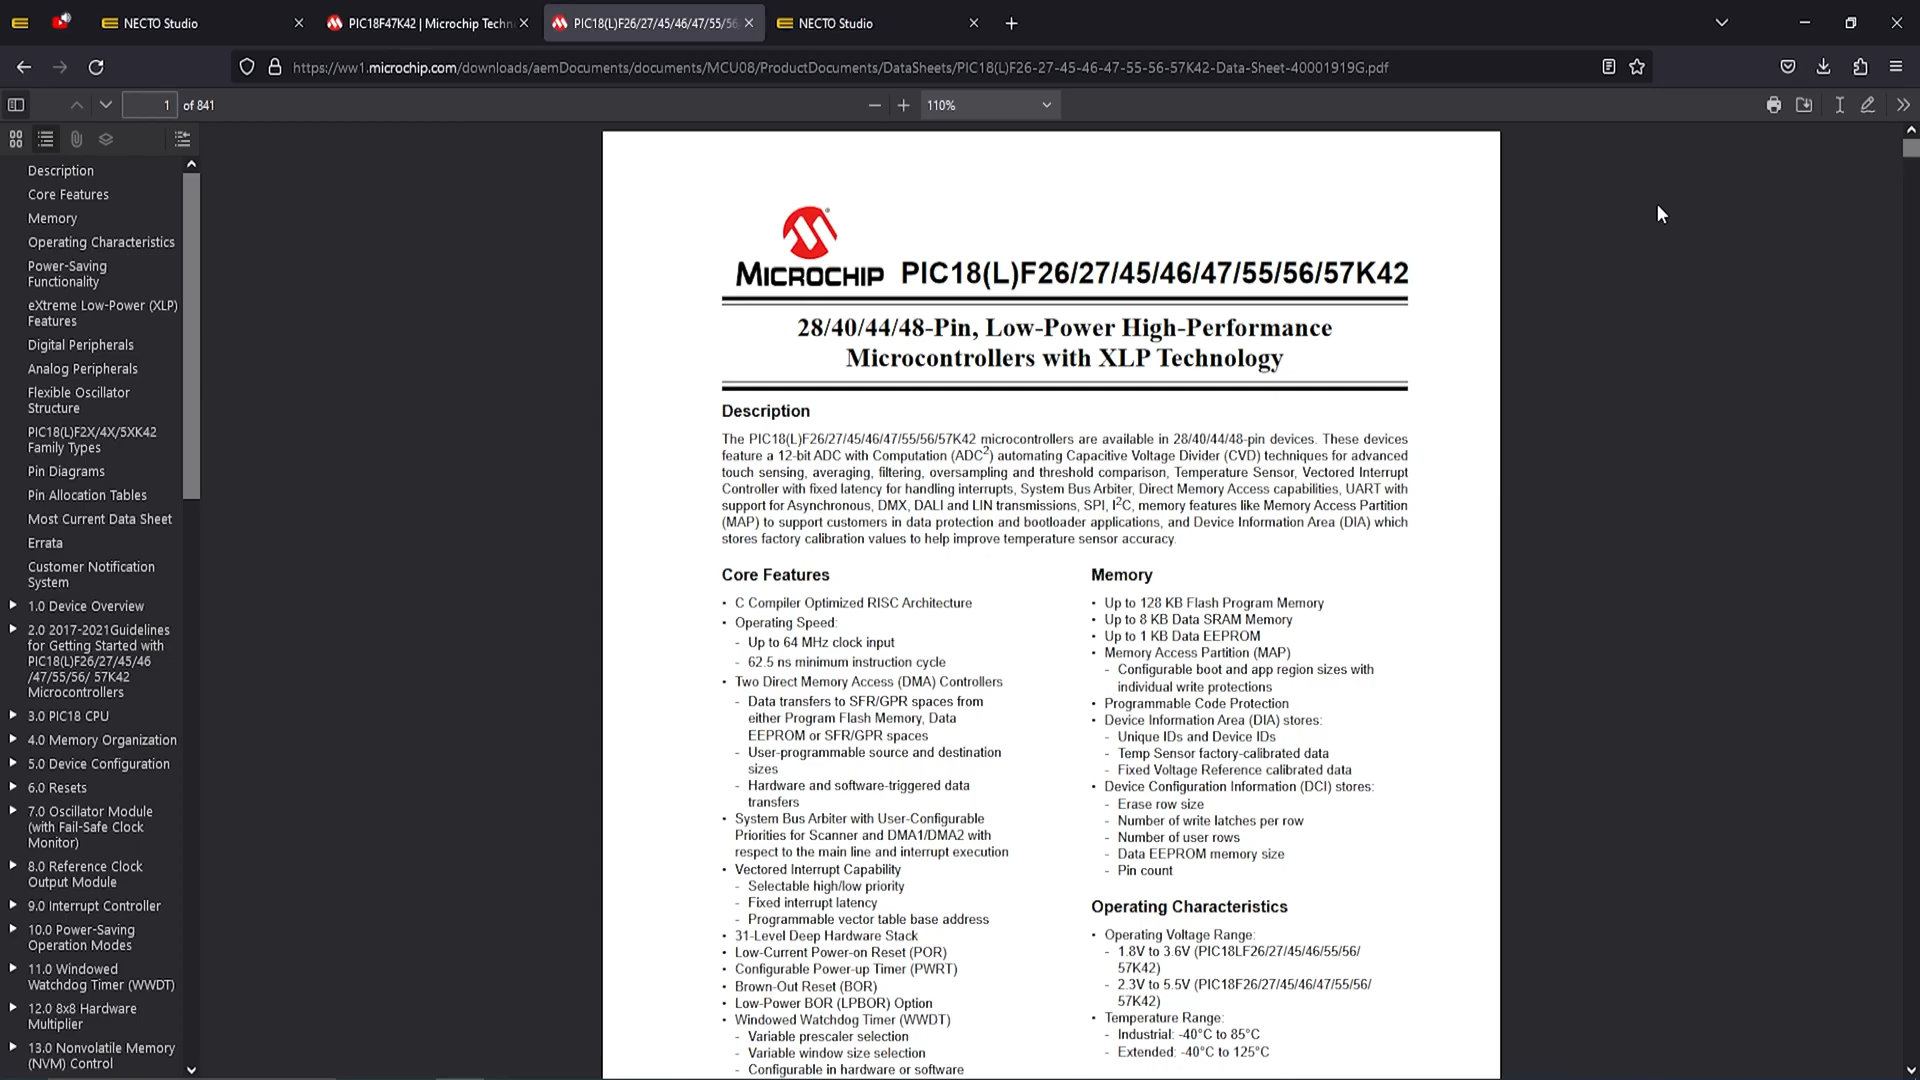 NECTO Studio
PIC18F47K42 | Microchip Techn
PIC18(L)F26/27/45/46/47/55/56
NECTO Studio
https://ww1.microchip.com/downloads/aemDocuments/documents/MCU08/ProductDocuments/DataSheets/PIC18(L)F26-27-45-46-47-55-56-57K42-Data-Sheet-40001919G.pdf
1 of 841
110%
Description
Core Features
Memory
Operating Characteristics
Power-Saving
Functionality
eXtreme Low-Power (XLP)
Features
Digital Peripherals
Analog Peripherals
Flexible Oscillator
Structure
PIC18(L)F2X/4X/5XK42
Family Types
Pin Diagrams
Pin Allocation Tables
Most Current Data Sheet
Errata
Customer Notification
System
1.0 Device Overview
2.0 2017-2021Guidelines
for Getting Started with
PIC18(L)F26/27/45/46
/47/55/56/ 57K42
Microcontrollers
3.0 PIC18 CPU
4.0 Memory Organization
5.0 Device Configuration
6.0 Resets
7.0 Oscillator Module
(with Fail-Safe Clock
Monitor)
8.0 Reference Clock
Output Module
9.0 Interrupt Controller
10.0 Power-Saving
Operation Modes
11.0 Windowed
Watchdog Timer (WWDT)
12.0 8x8 Hardware
Multiplier
13.0 Nonvolatile Memory
(NVM) Control
MICROCHIP PIC18(L)F26/27/45/46/47/55/56/57K42
28/40/44/48-Pin, Low-Power High-Performance
Microcontrollers with XLP Technology
Description
The PIC18(L)F26/27/45/46/47/55/56/57K42 microcontrollers are available in 28/40/44/48-pin devices. These devices
feature a 12-bit ADC with Computation (ADC2) automating Capacitive Voltage Divider (CVD) techniques for advanced
touch sensing, averaging, filtering, oversampling and threshold comparison, Temperature Sensor, Vectored Interrupt
Controller with fixed latency for handling interrupts, System Bus Arbiter, Direct Memory Access capabilities, UART with
support for Asynchronous, DMX, DALI and LIN transmissions, SPI, I2C, memory features like Memory Access Partition
(MAP) to support customers in data protection and bootloader applications, and Device Information Area (DIA) which
stores factory calibration values to help improve temperature sensor accuracy.
Core Features
• C Compiler Optimized RISC Architecture
• Operating Speed:
- Up to 64 MHz clock input
- 62.5 ns minimum instruction cycle
• Two Direct Memory Access (DMA) Controllers
- Data transfers to SFR/GPR spaces from
either Program Flash Memory, Data
EEPROM or SFR/GPR spaces
- User-programmable source and destination
sizes
- Hardware and software-triggered data
transfers
• System Bus Arbiter with User-Configurable
Priorities for Scanner and DMA1/DMA2 with
respect to the main line and interrupt execution
• Vectored Interrupt Capability
- Selectable high/low priority
- Fixed interrupt latency
- Programmable vector table base address
• 31-Level Deep Hardware Stack
• Low-Current Power-on Reset (POR)
• Configurable Power-up Timer (PWRT)
• Brown-Out Reset (BOR)
• Low-Power BOR (LPBOR) Option
• Windowed Watchdog Timer (WWDT)
- Variable prescaler selection
- Variable window size selection
- Configurable in hardware or software
Memory
• Up to 128 KB Flash Program Memory
• Up to 8 KB Data SRAM Memory
• Up to 1 KB Data EEPROM
• Memory Access Partition (MAP)
- Configurable boot and app region sizes with
individual write protections
• Programmable Code Protection
• Device Information Area (DIA) stores:
- Unique IDs and Device IDs
- Temp Sensor factory-calibrated data
- Fixed Voltage Reference calibrated data
• Device Configuration Information (DCI) stores:
- Erase row size
- Number of write latches per row
- Number of user rows
- Data EEPROM memory size
- Pin count
Operating Characteristics
• Operating Voltage Range:
- 1.8V to 3.6V (PIC18LF26/27/45/46/55/56/
57K42)
- 2.3V to 5.5V (PIC18F26/27/45/46/47/55/56/
57K42)
• Temperature Range:
- Industrial: -40°C to 85°C
- Extended: -40°C to 125°C